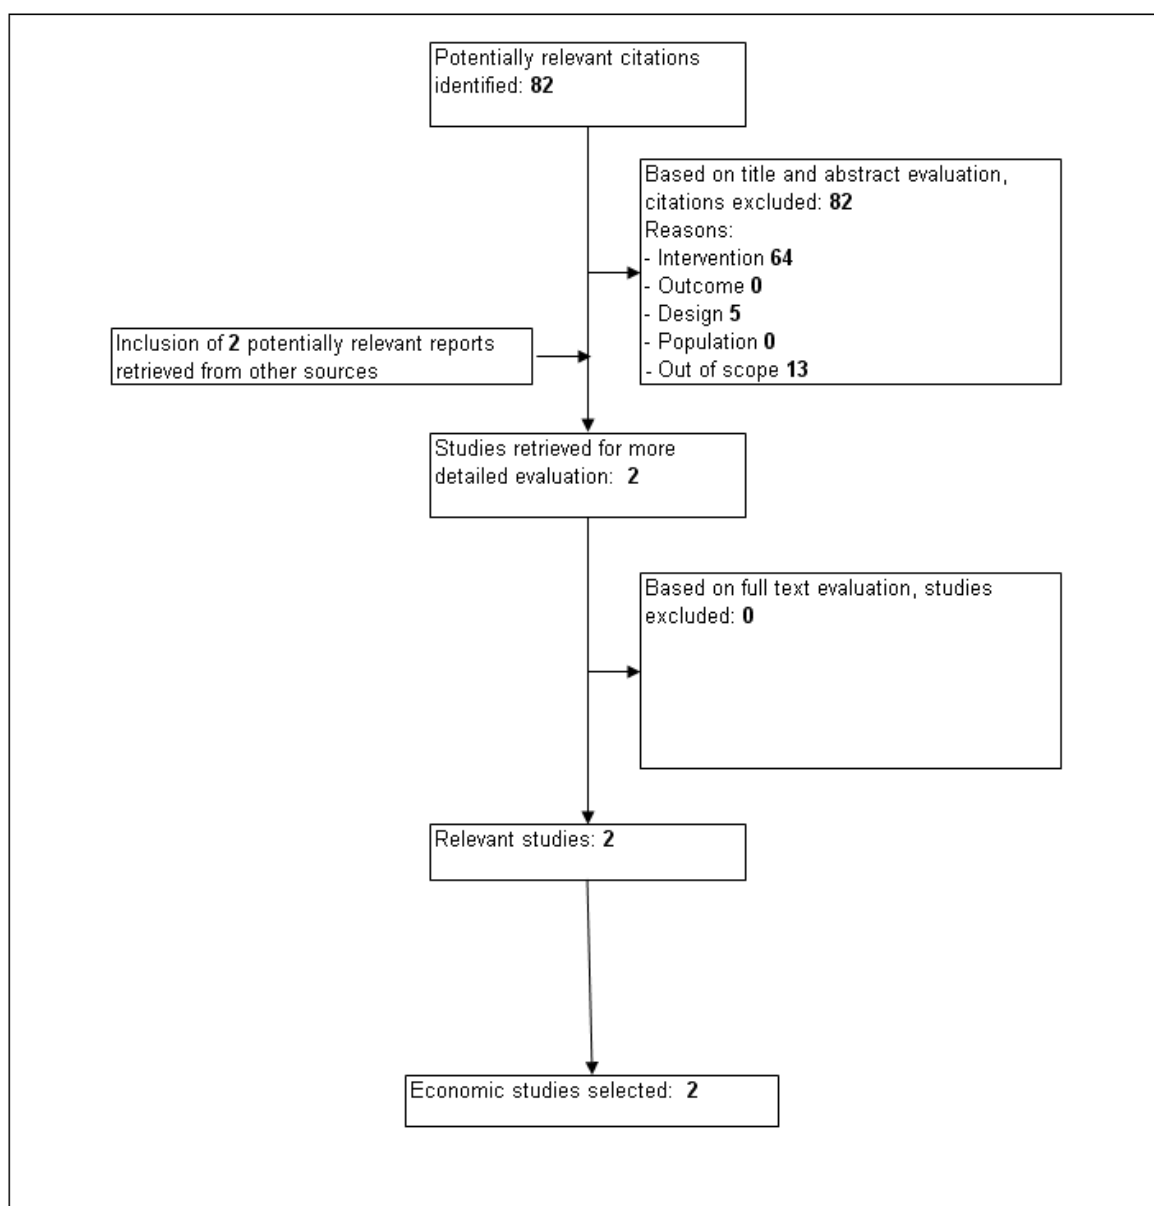 Potentially relevant citations
identified: 82
Based on title and abstract evaluation,
citations excluded: 82
Reasons:
- Intervention 64
- Outcome 0
- Design 5
- Population 0
- Out of scope 13
Inclusion of 2 potentially relevant reports
retrieved from other sources
Studies retrieved for more
detailed evaluation: 2
Based on full text evaluation, studies
excluded: 0
Relevant studies: 2
Economic studies selected: 2